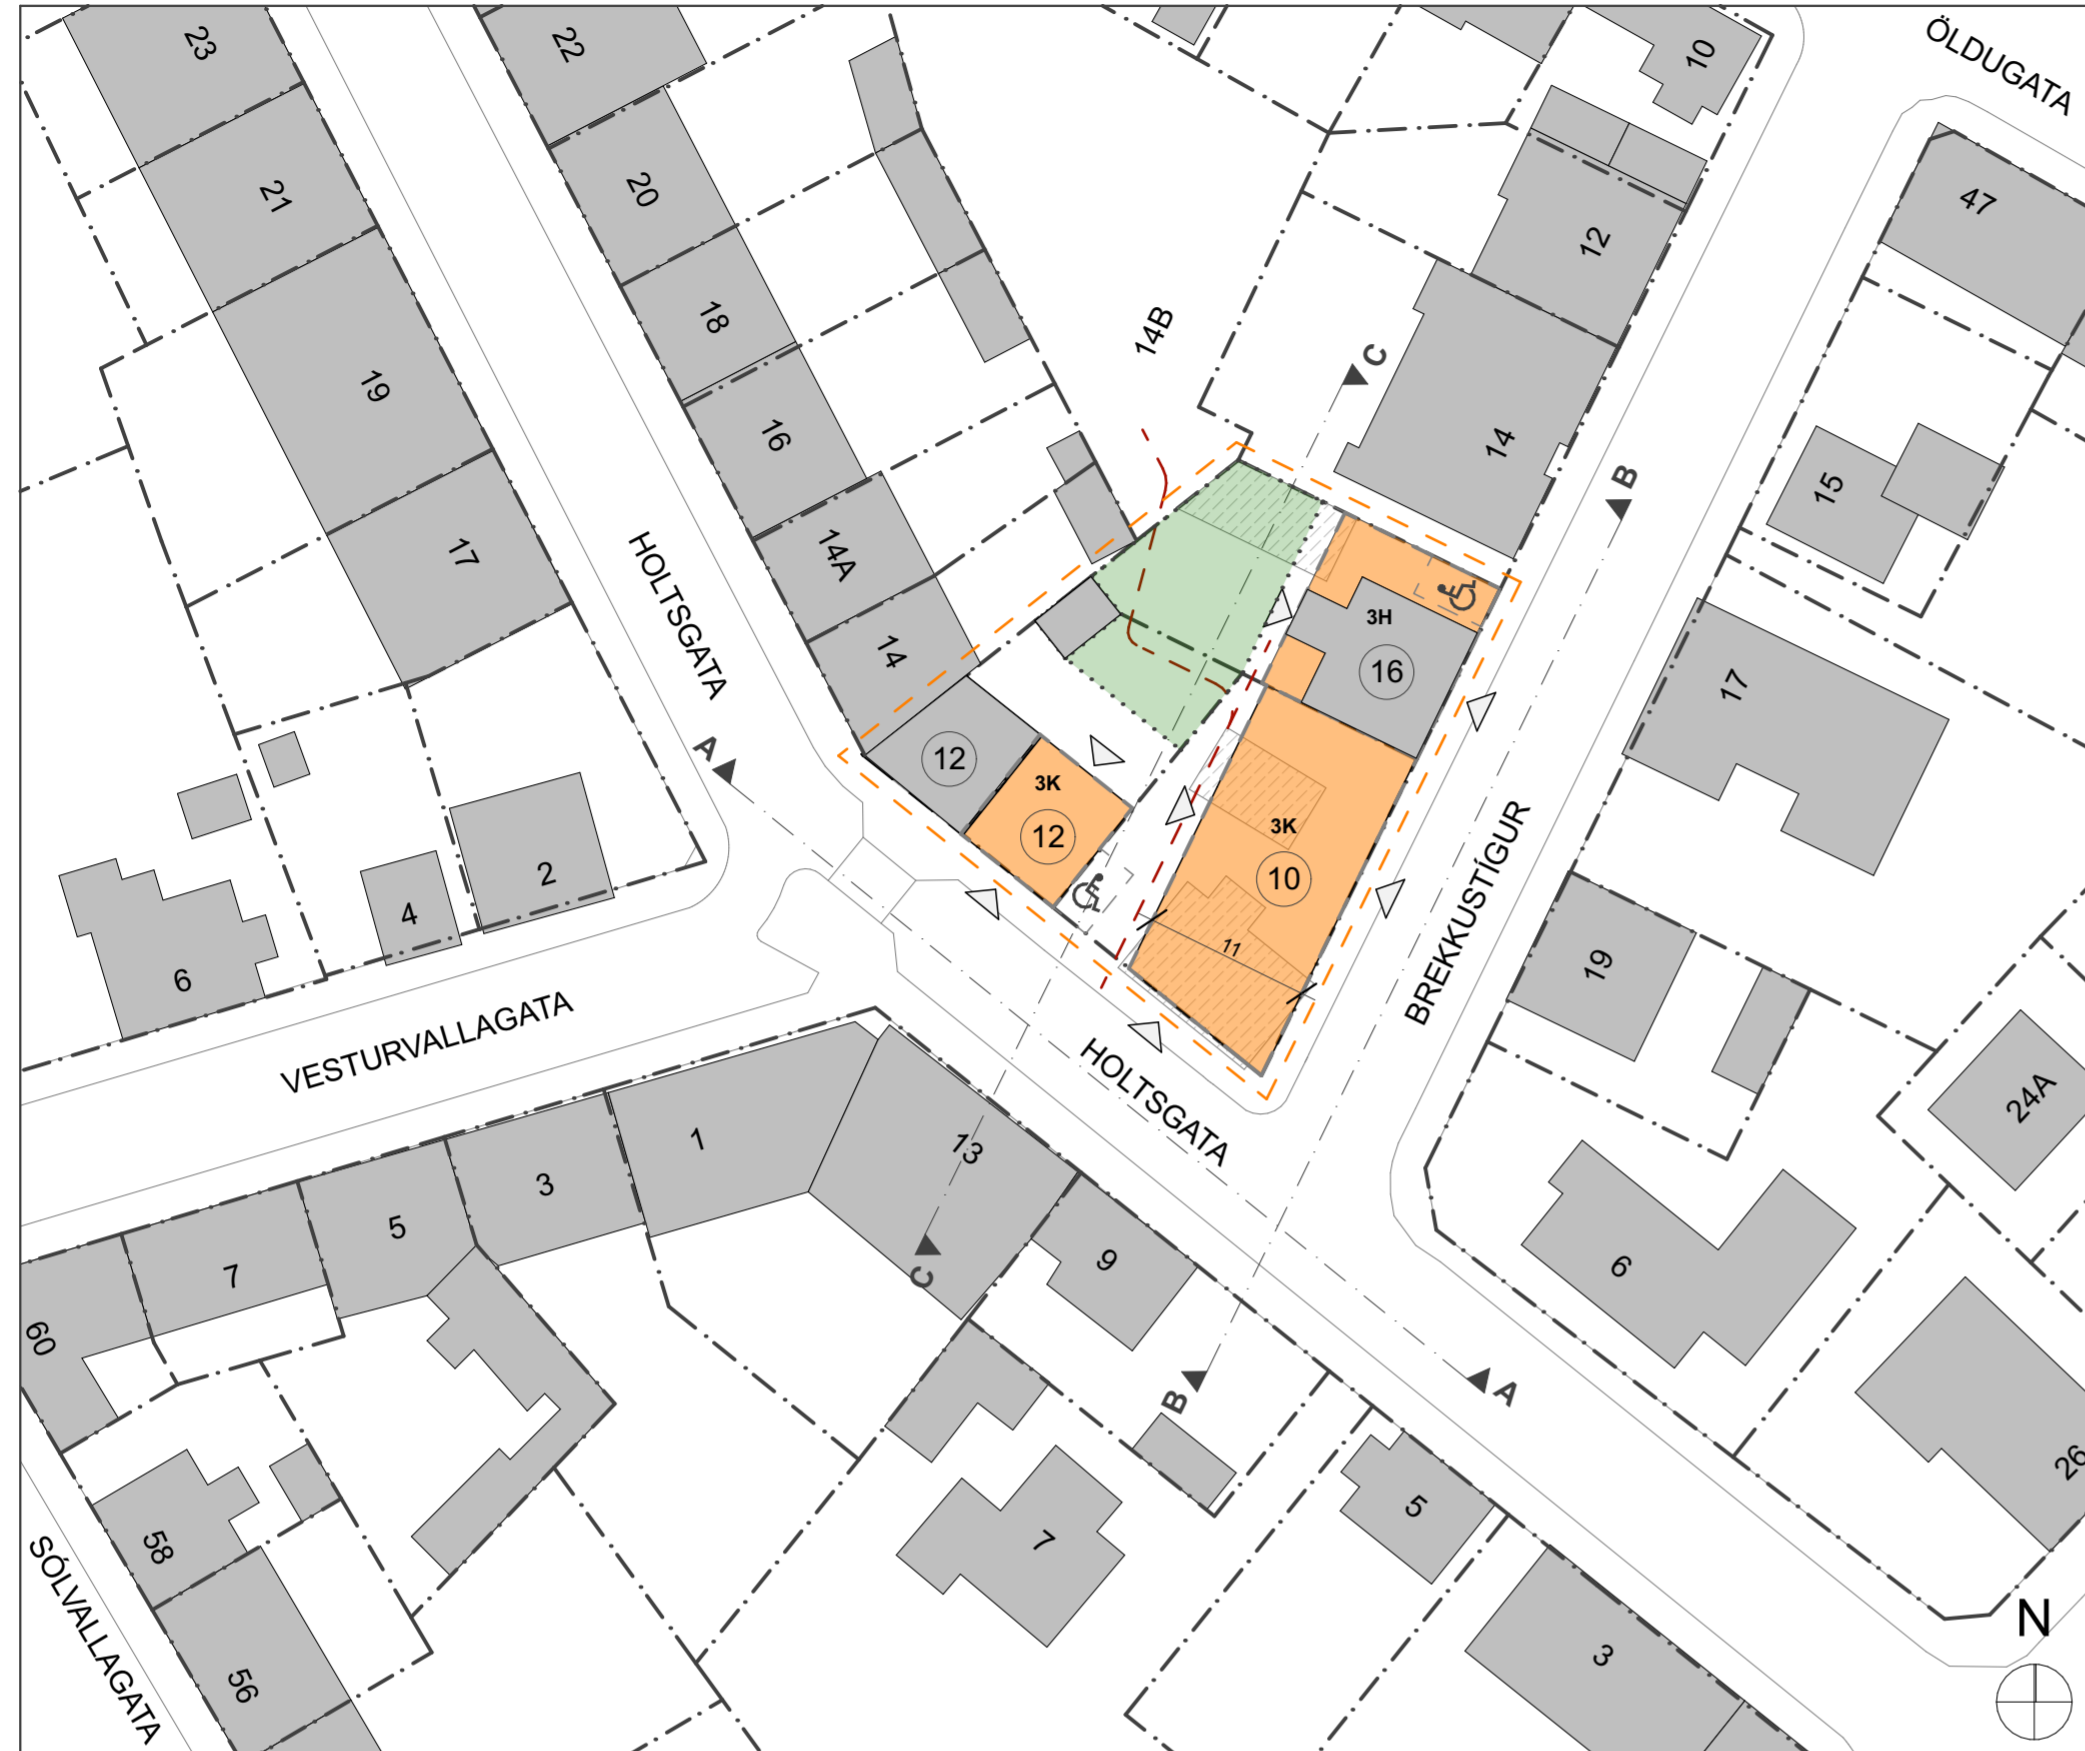 23
22
10
ÖLDUGATA
21
20
12
47
18
14B
C
19
16
14
B
15
17
14A
HOLTSGATA
14
3H
16
17
A
12
3K
12
3K
10
BREKKUSTÍGUR
2
4
6
11
19
VESTURVALLAGATA
HOLTSGATA
24A
1
13
3
5
7
9
6
C
60
B
A
26
58
7
5
SÓLVALLAGATA
56
3
N